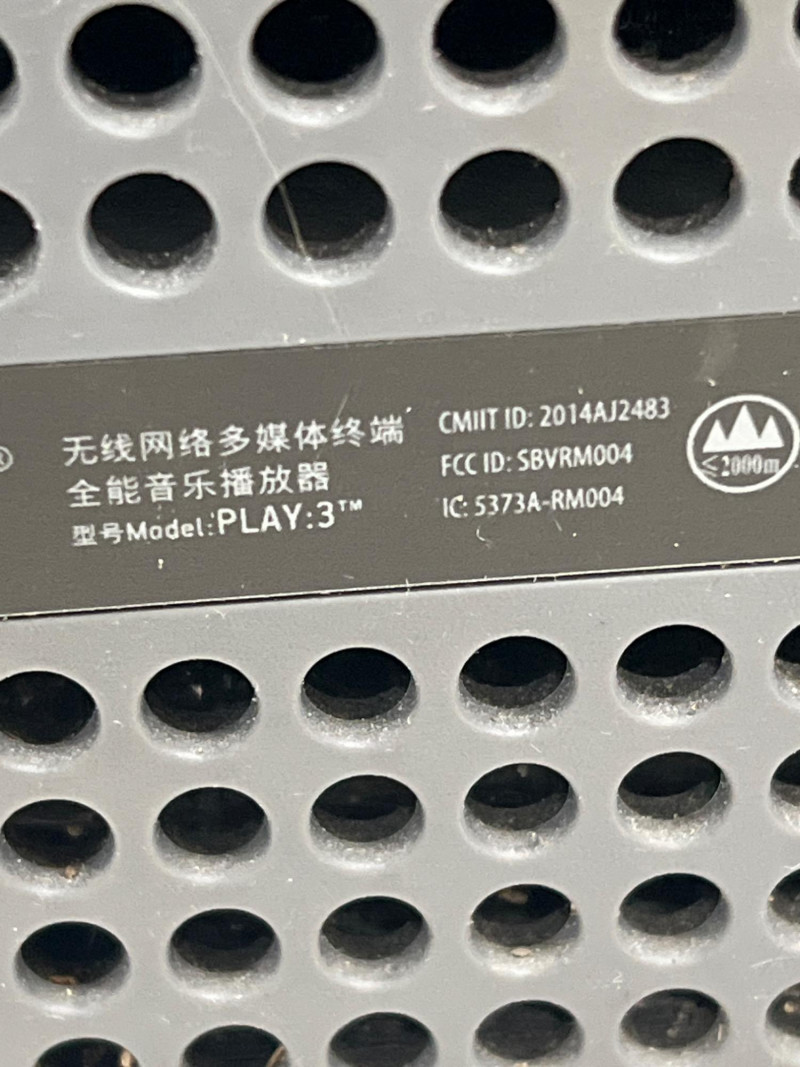 ®
无线网络多媒体终端
全能音乐播放器
型号Model:PLAY:3™
CMIIT ID: 2014AJ2483
FCC ID: SBVRM004
IC: 5373A-RM004
≤2000m